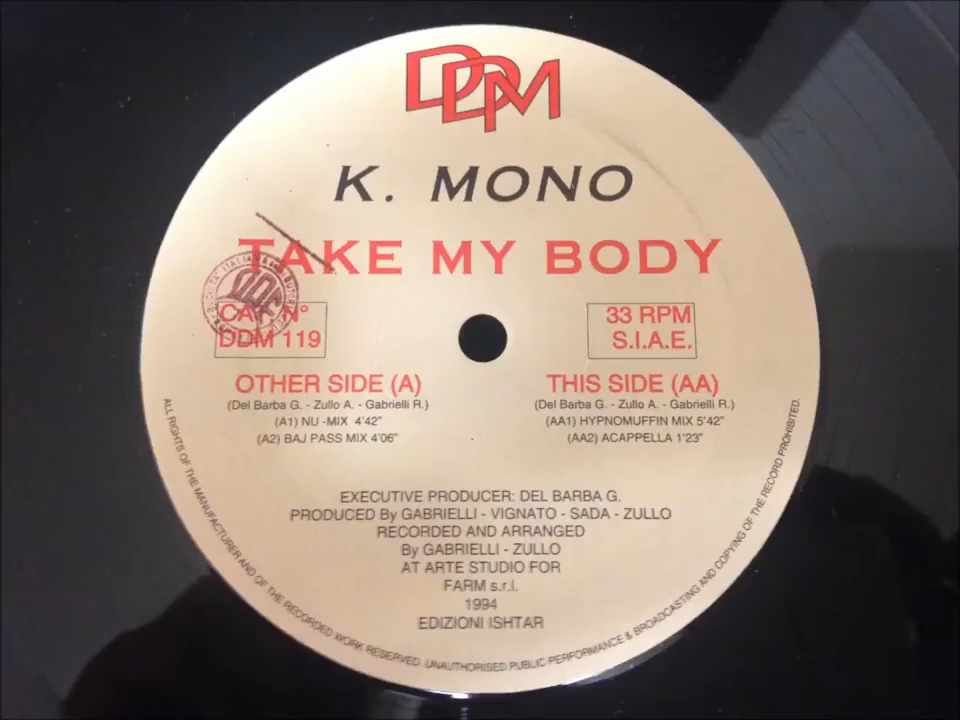 DDM
K. MONO
TAKE MY BODY
CAT. N°
DDM 119
33 RPM
S.I.A.E.
OTHER SIDE (A)
(Del Barba G. - Zullo A. - Gabrielli R.)
(A1) NU -MIX 4'42"
(A2) BAJ PASS MIX 4'06"
THIS SIDE (AA)
(Del Barba G. - Zullo A. - Gabrielli R.)
(AA1) HYPNOMUFFIN MIX 5'42"
(AA2) ACAPPELLA 1'23"
EXECUTIVE PRODUCER: DEL BARBA G.
PRODUCED By GABRIELLI - VIGNATO - SADA - ZULLO
RECORDED AND ARRANGED
By GABRIELLI - ZULLO
AT ARTE STUDIO FOR
FARM s.r.l.
1994
EDIZIONI ISHTAR
ALL RIGHTS OF THE MANUFACTURER AND OF THE RECORDED WORK RESERVED. UNAUTHORISED PUBLIC PERFORMANCE & BROADCASTING AND COPYING OF THE RECORD PROHIBITED.